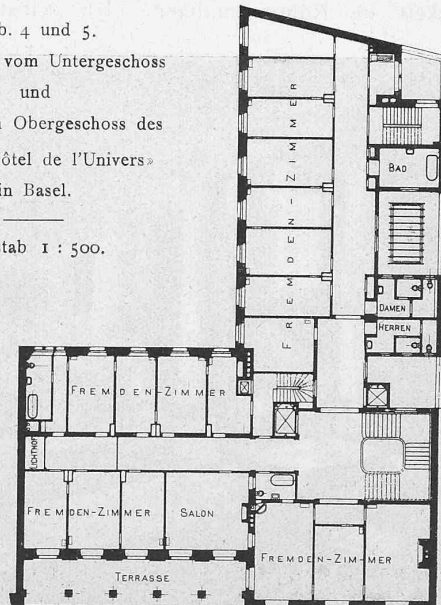 b. 4 und 5.
vom Untergeschoss
und
Obergeschoss des
ôtel de l'Univers»
in Basel.
stab 1 : 500.
FREMDEN-ZIMMER
BAD
DAMEN
HERREN
FREMDEN-ZIMMER
LICHTHOF
FREMDEN-ZIMMER
SALON
FREMDEN-ZIMMER
TERRASSE